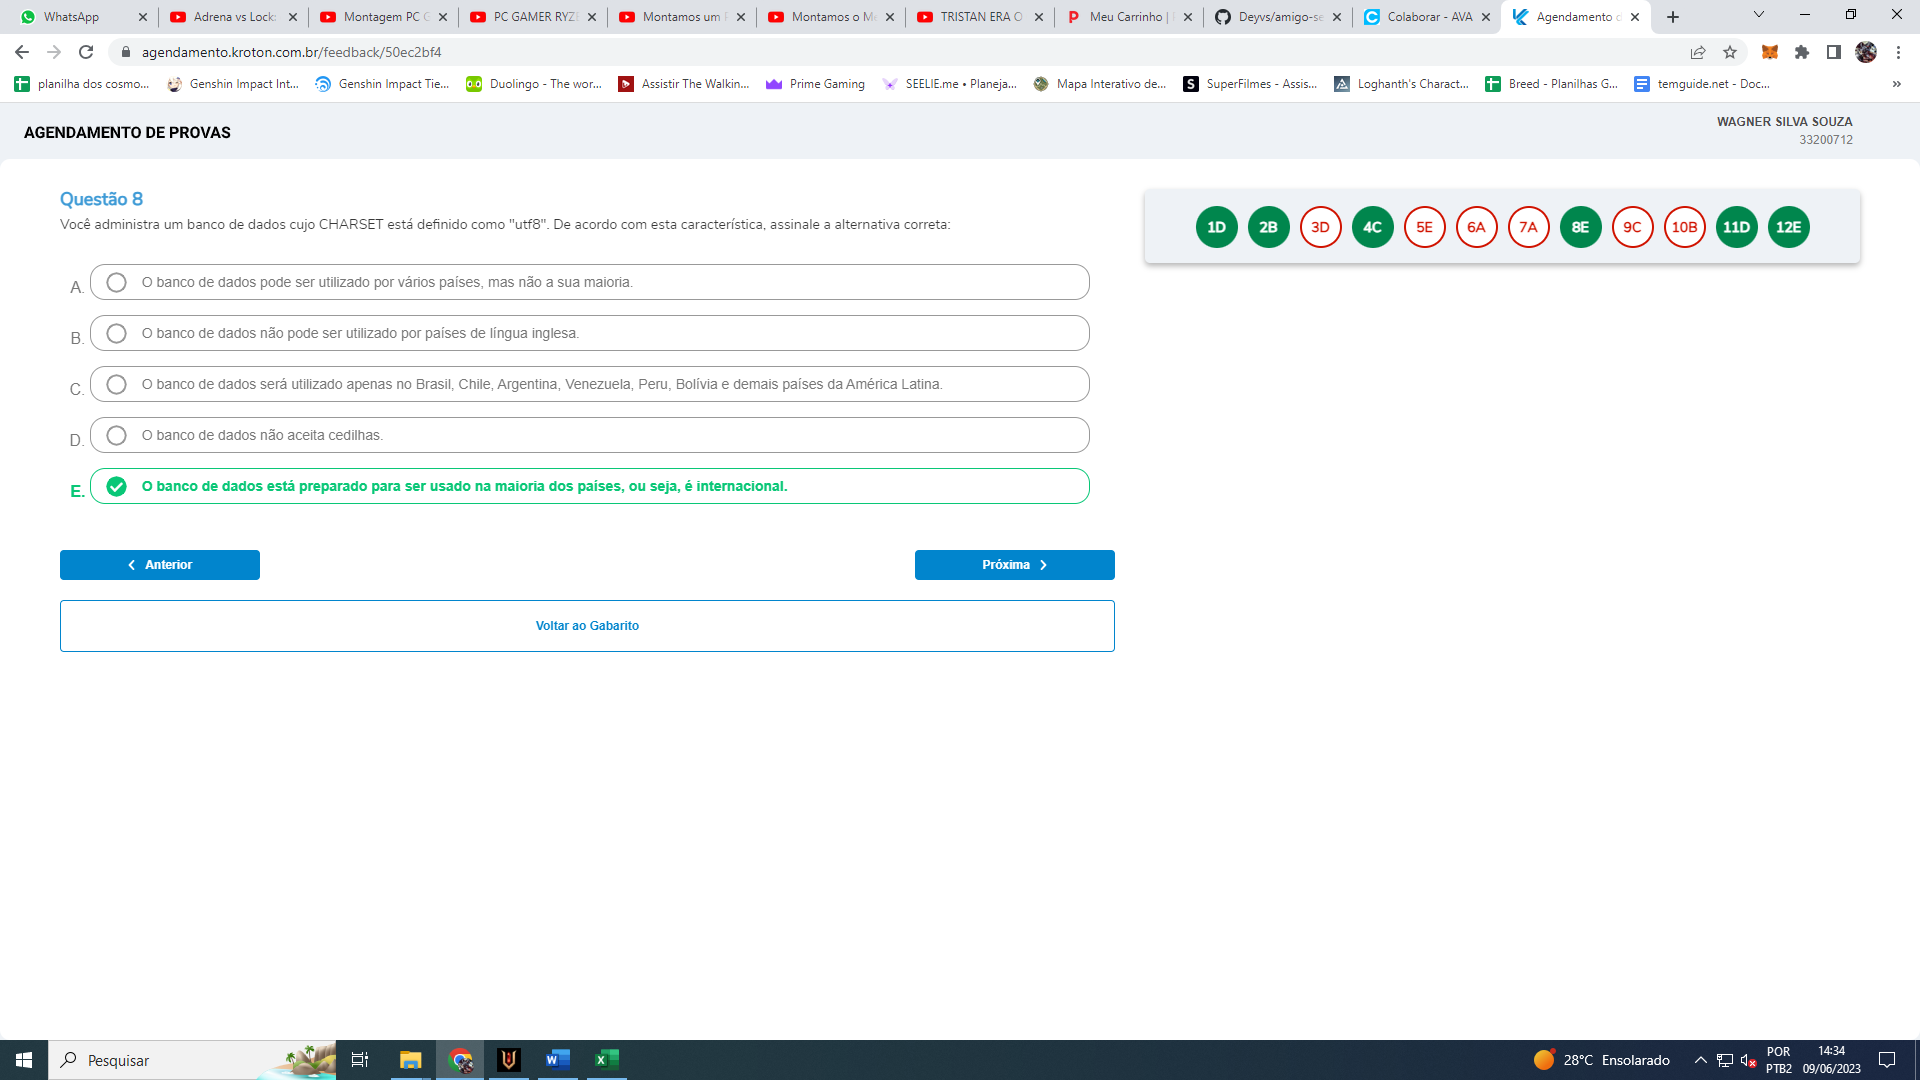 WhatsApp
Adrena vs Lock
Montagem PC G
PC GAMER RYZE
Montamos um
Montamos o Me
TRISTAN ERA O
Meu Carrinho |
Deyvs/amigo-se
Colaborar - AVA
Agendamento d
agendamento.kroton.com.br/feedback/50ec2bf4
planilha dos cosmo...
Genshin Impact Int...
Genshin Impact Tie...
Duolingo - The wor...
Assistir The Walkin...
Prime Gaming
SEELIE.me • Planeja...
Mapa Interativo de...
SuperFilmes - Assis...
Loghanth's Charact...
Breed - Planilhas G...
temguide.net - Doc...
»
AGENDAMENTO DE PROVAS
WAGNER SILVA SOUZA
33200712
Questão 8
Você administra um banco de dados cujo CHARSET está definido como "utf8". De acordo com esta característica, assinale a alternativa correta:
A. O banco de dados pode ser utilizado por vários países, mas não a sua maioria.
B. O banco de dados não pode ser utilizado por países de língua inglesa.
C. O banco de dados será utilizado apenas no Brasil, Chile, Argentina, Venezuela, Peru, Bolívia e demais países da América Latina.
D. O banco de dados não aceita cedilhas.
E. O banco de dados está preparado para ser usado na maioria dos países, ou seja, é internacional.
1D 2B 3D 4C 5E 6A 7A 8E 9C 10B 11D 12E
Anterior
Próxima
Voltar ao Gabarito
Pesquisar
28°C Ensolarado
POR
PTB2
14:34
09/06/2023